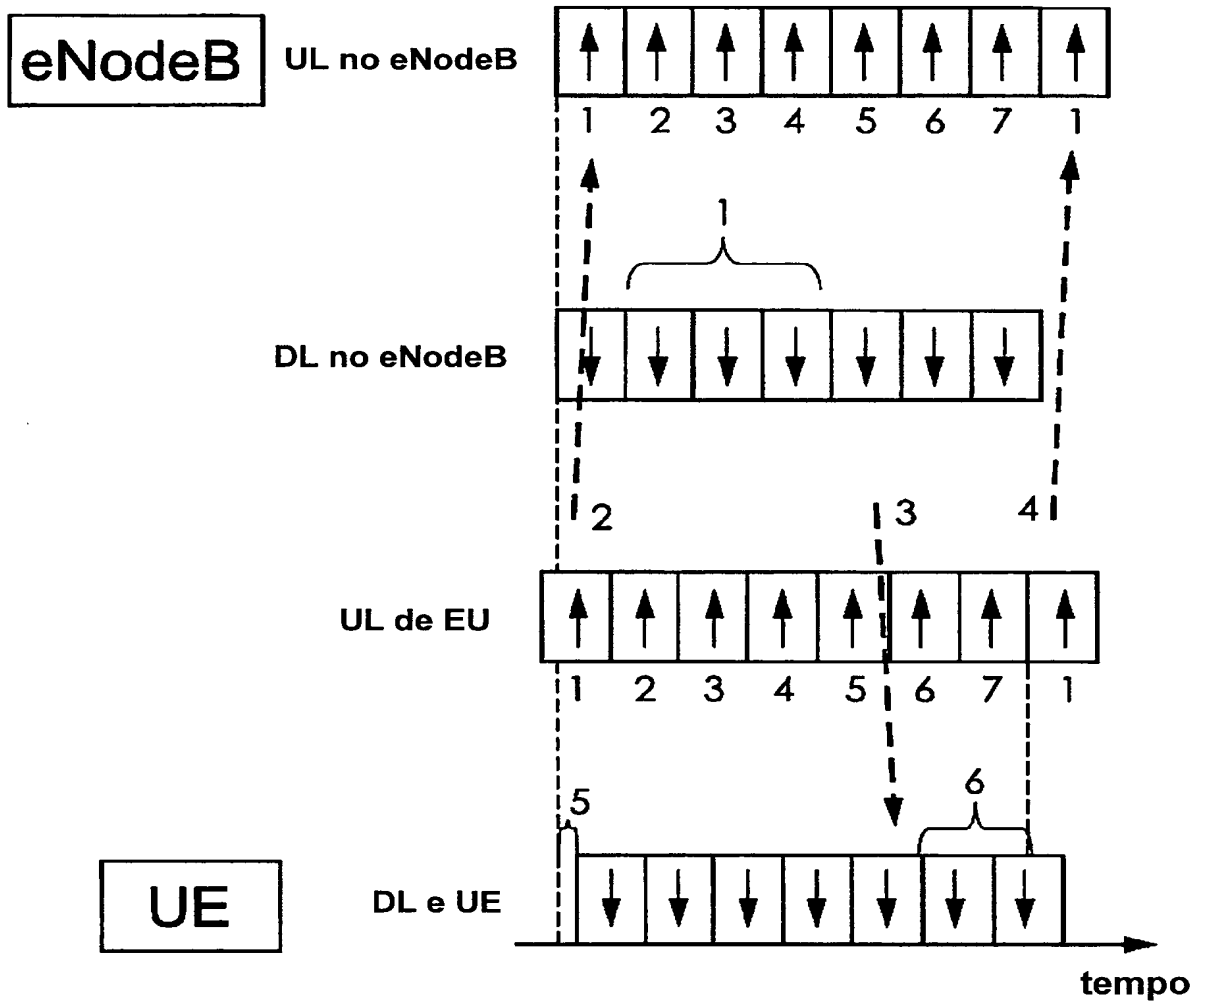 eNodeB
UL no eNodeB
1 2 3 4 5 6 7 1
1
DL no eNodeB
2 3 4
UL de EU
1 2 3 4 5 6 7 1
5 6
UE
DL e UE
tempo